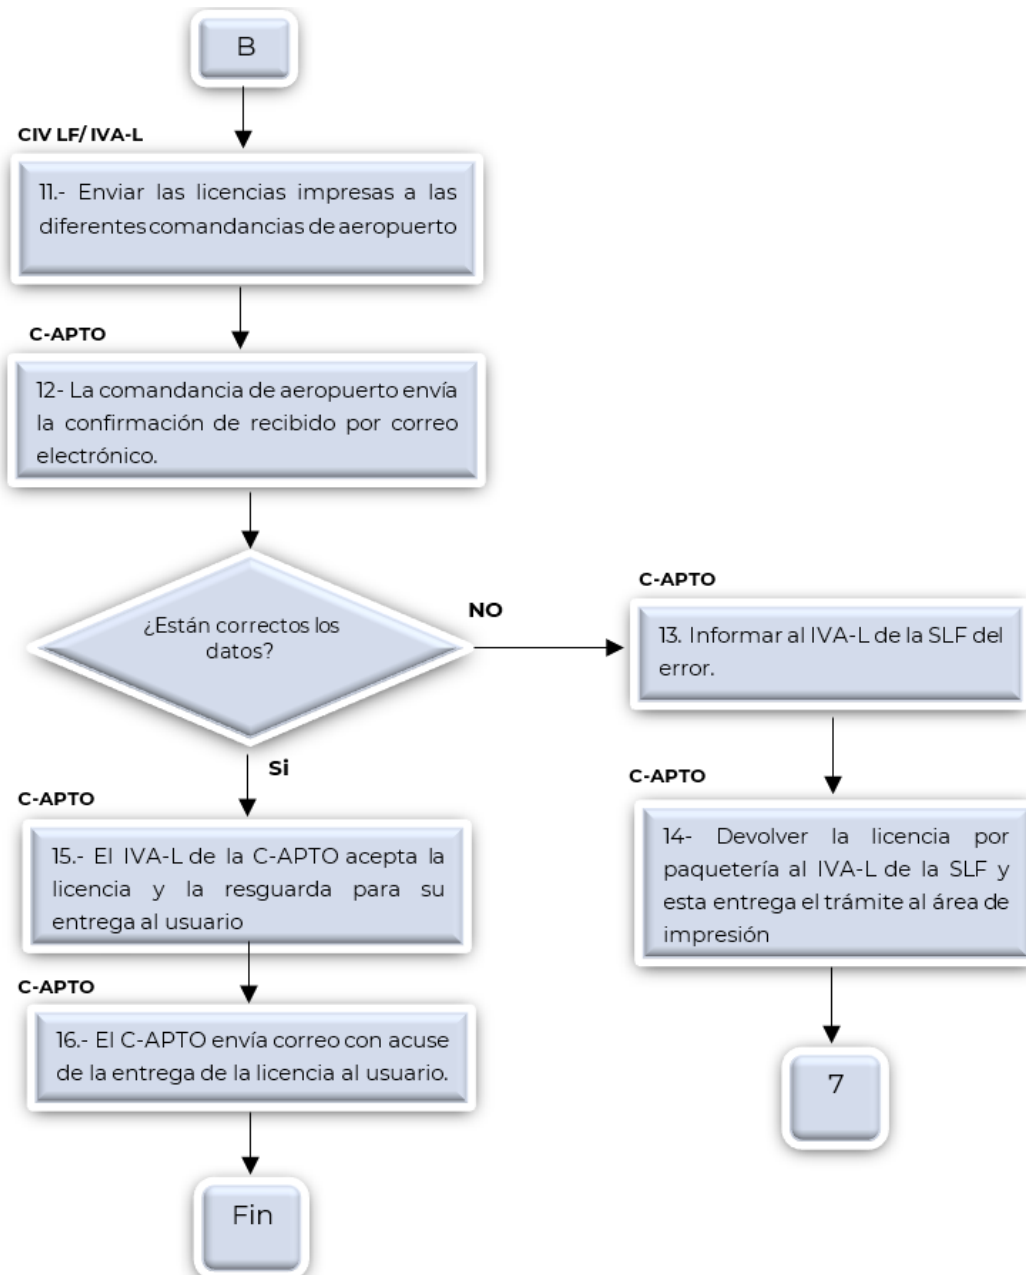 B
CIV LF/ IVA-L
11.- Enviar las licencias impresas a las
diferentes comandancias de aeropuerto
C-APTO
12- La comandancia de aeropuerto envía
la confirmación de recibido por correo
electrónico.
¿Están correctos los
datos?
NO
C-APTO
13. Informar al IVA-L de la SLF del
error.
C-APTO
14- Devolver la licencia por
paquetería al IVA-L de la SLF y
esta entrega el trámite al área de
impresión
7
Si
C-APTO
15.- El IVA-L de la C-APTO acepta la
licencia y la resguarda para su
entrega al usuario
C-APTO
16.- El C-APTO envía correo con acuse
de la entrega de la licencia al usuario.
Fin